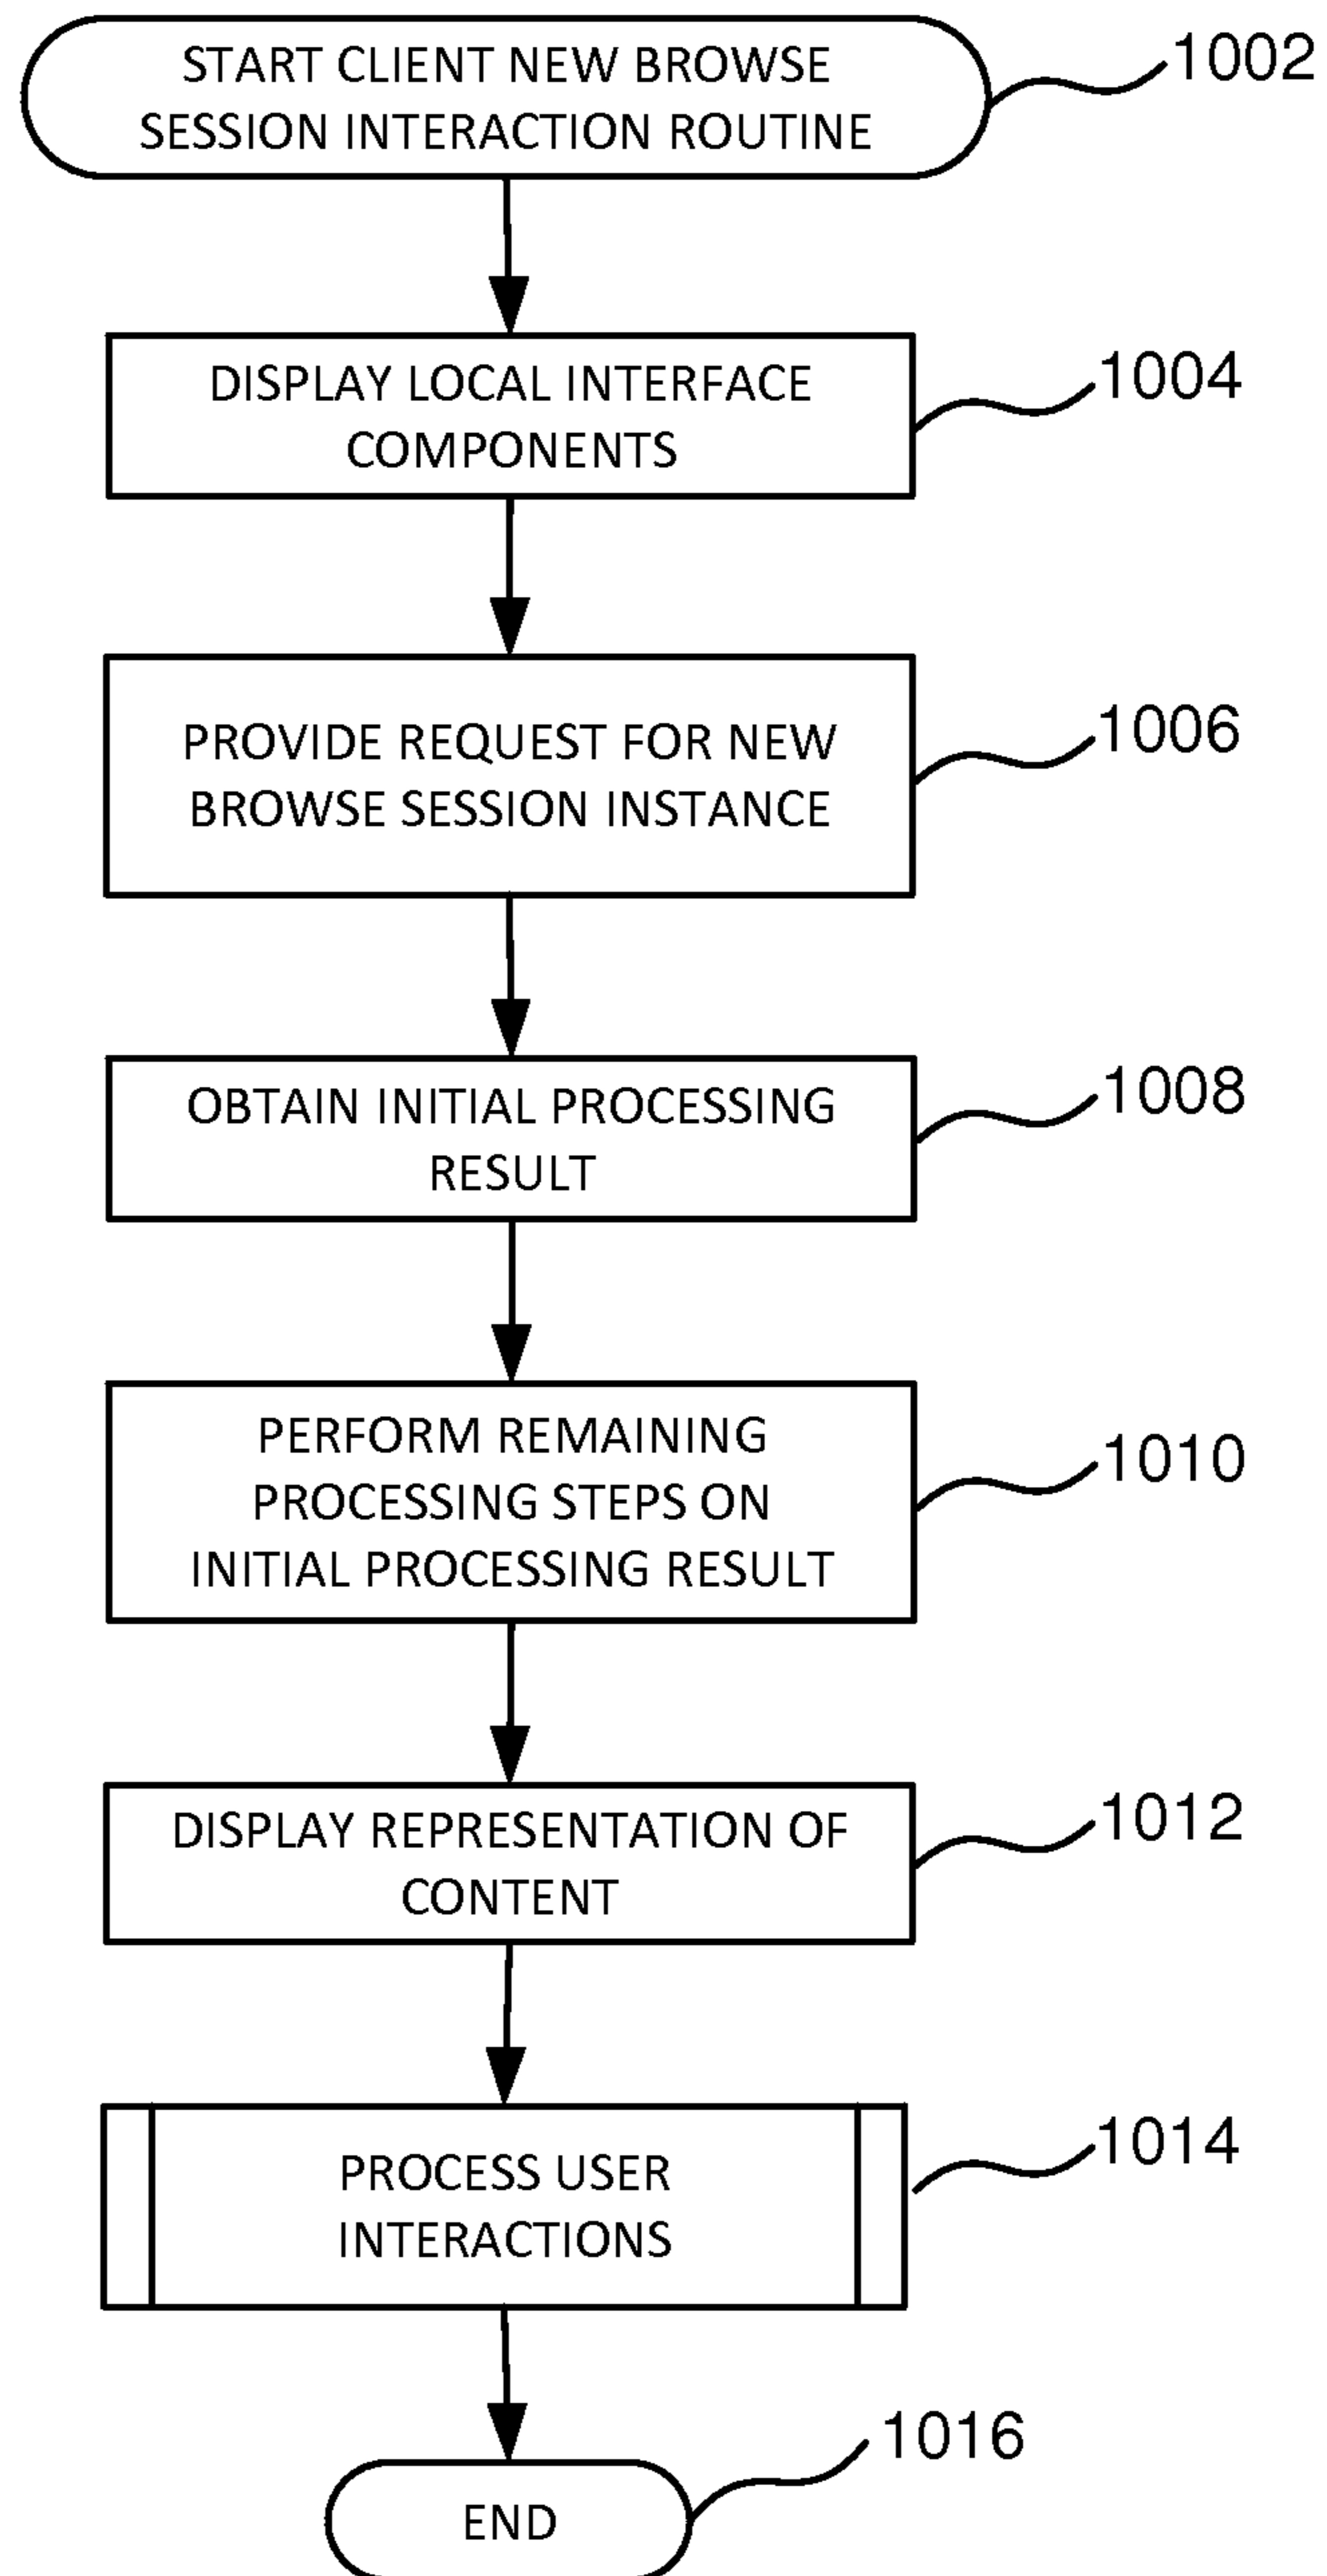 START CLIENT NEW BROWSE
SESSION INTERACTION ROUTINE
1002
DISPLAY LOCAL INTERFACE
COMPONENTS
1004
PROVIDE REQUEST FOR NEW
BROWSE SESSION INSTANCE
1006
OBTAIN INITIAL PROCESSING
RESULT
1008
PERFORM REMAINING
PROCESSING STEPS ON
INITIAL PROCESSING RESULT
1010
DISPLAY REPRESENTATION OF
CONTENT
1012
PROCESS USER
INTERACTIONS
1014
END
1016